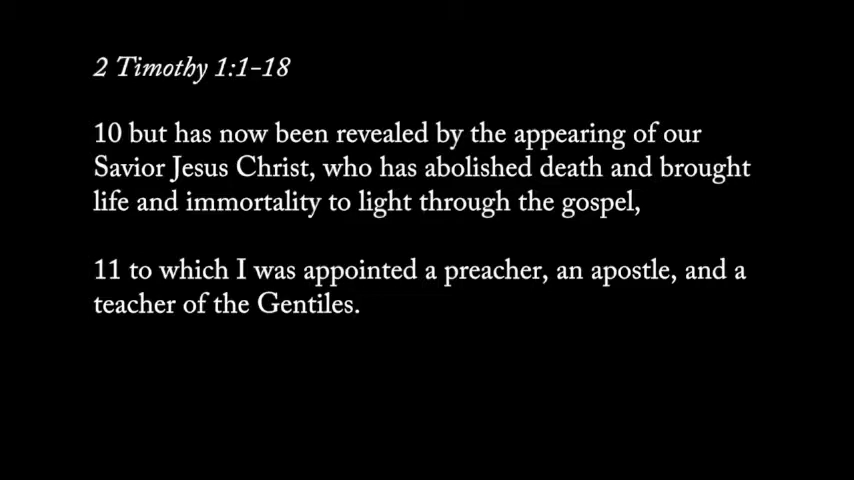 2 Timothy 1:1-18
10 but has now been revealed by the appearing of our
Savior Jesus Christ, who has abolished death and brought
life and immortality to light through the gospel,
11 to which I was appointed a preacher, an apostle, and a
teacher of the Gentiles.